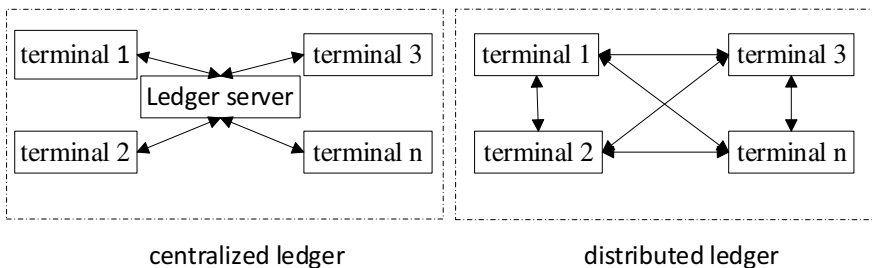 terminal 1
terminal 3
Ledger server
terminal 2
terminal n
centralized ledger
terminal 1
terminal 3
terminal 2
terminal n
distributed ledger